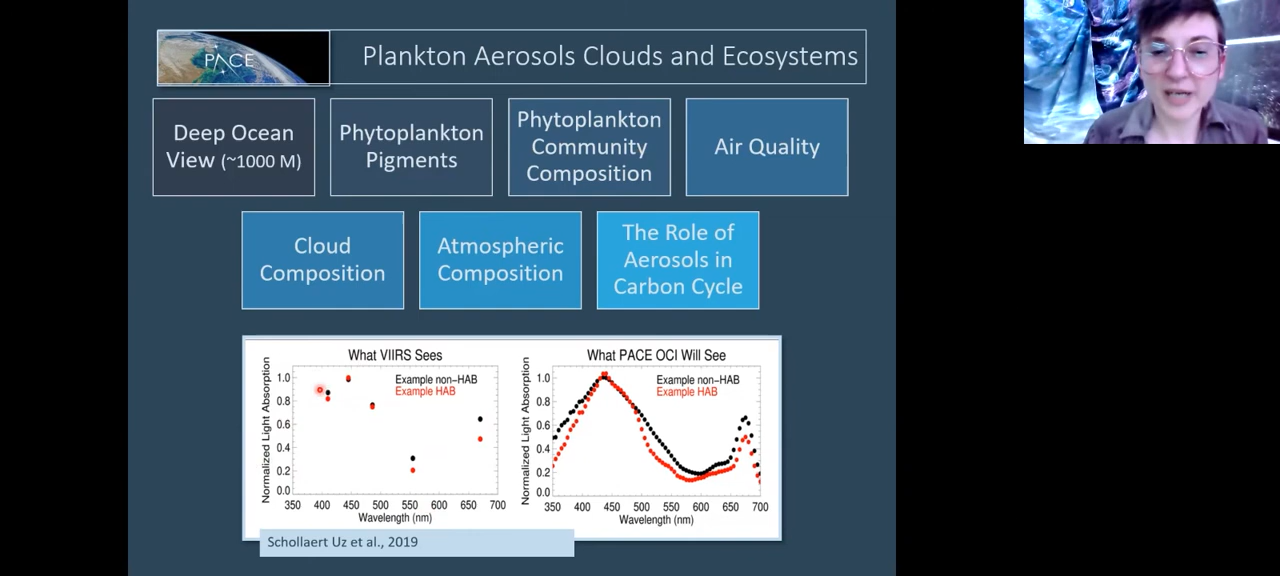 PACE
Plankton Aerosols Clouds and Ecosystems
Deep Ocean
View (~1000 M)
Phytoplankton
Pigments
Phytoplankton
Community
Composition
Air Quality
Cloud
Composition
Atmospheric
Composition
The Role of
Aerosols in
Carbon Cycle
What VIIRS Sees
Normalized Light Absorption
1.0
0.8
0.6
0.4
0.2
0.0
Example non-HAB
Example HAB
350 400 450 500 550 600 650 700
Wavelength (nm)
What PACE OCI Will See
Normalized Light Absorption
1.0
0.8
0.6
0.4
0.2
0.0
Example non-HAB
Example HAB
350 400 450 500 550 600 650 700
Wavelength (nm)
Schollaert Uz et al., 2019